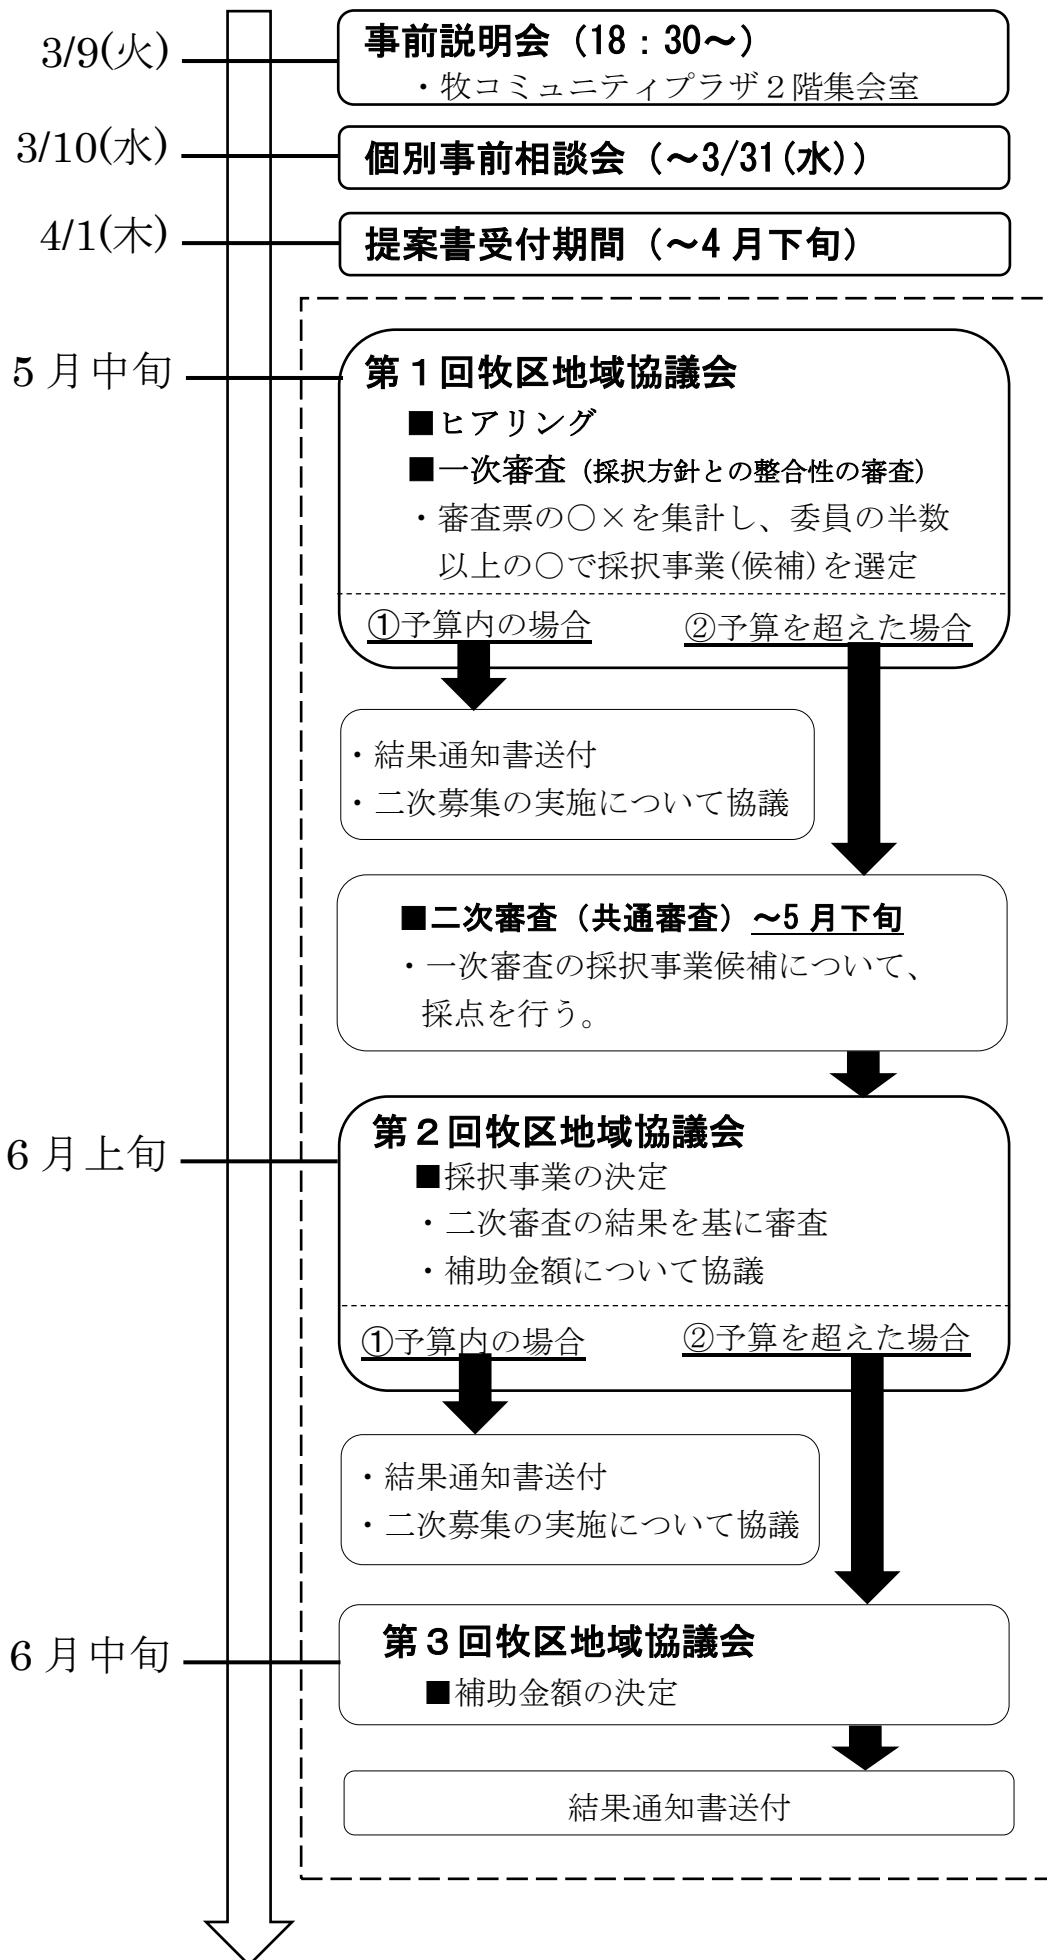 3/9(火)
事前説明会（18：30～）
・牧コミュニティプラザ２階集会室
3/10(水)
個別事前相談会（～3/31(水)）
4/1(木)
提案書受付期間（～4 月下旬）
5 月中旬
第１回牧区地域協議会
■ヒアリング
■一次審査（採択方針との整合性の審査）
・審査票の○×を集計し、委員の半数
以上の○で採択事業(候補)を選定
①予算内の場合
②予算を超えた場合
・結果通知書送付
・二次募集の実施について協議
■二次審査（共通審査）～5 月下旬
・一次審査の採択事業候補について、
採点を行う。
6 月上旬
第２回牧区地域協議会
■採択事業の決定
・二次審査の結果を基に審査
・補助金額について協議
①予算内の場合
②予算を超えた場合
・結果通知書送付
・二次募集の実施について協議
6 月中旬
第３回牧区地域協議会
■補助金額の決定
結果通知書送付